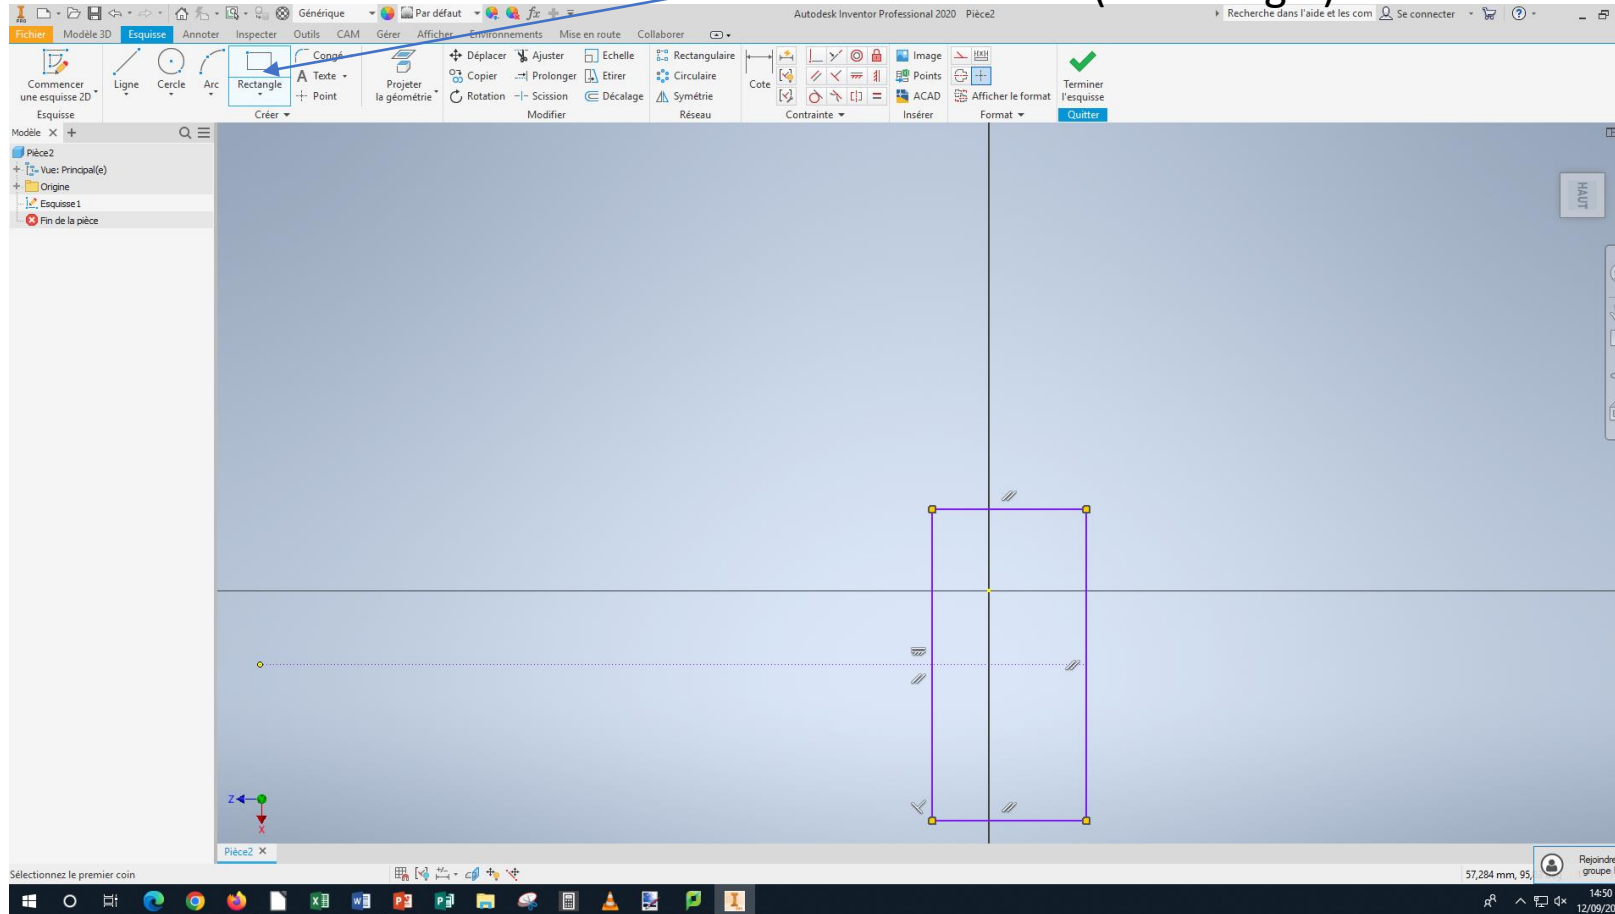 Générique Par défaut fx Autodesk Inventor Professional 2020 Pièce2 Recherche dans l'aide et les com Se connecter
Fichier Modèle 3D Esquisse Annoter Inspecter Outils CAM Gérer Afficher Environnements Mise en route Collaborer
Commencer une esquisse 2D
Ligne
Cercle
Arc
Rectangle
Congé
Texte
Point
Projeter la géométrie
Déplacer Ajuster Echelle
Copier Prolonger Etirer
Rotation Scission Décalage
Rectangulaire
Circulaire
Symétrie
Cote
Image
Points
ACAD
Afficher le format
Terminer l'esquisse
Esquisse Créer Modifier Réseau Contrainte Insérer Format Quitter
Modèle
Pièce2
Vue: Principal(e)
Origine
Esquisse1
Fin de la pièce
HAUT
Z
X
Pièce2
Sélectionnez le premier coin
57,284 mm, 95,
Rejoindre
groupe
14:50
12/09/20